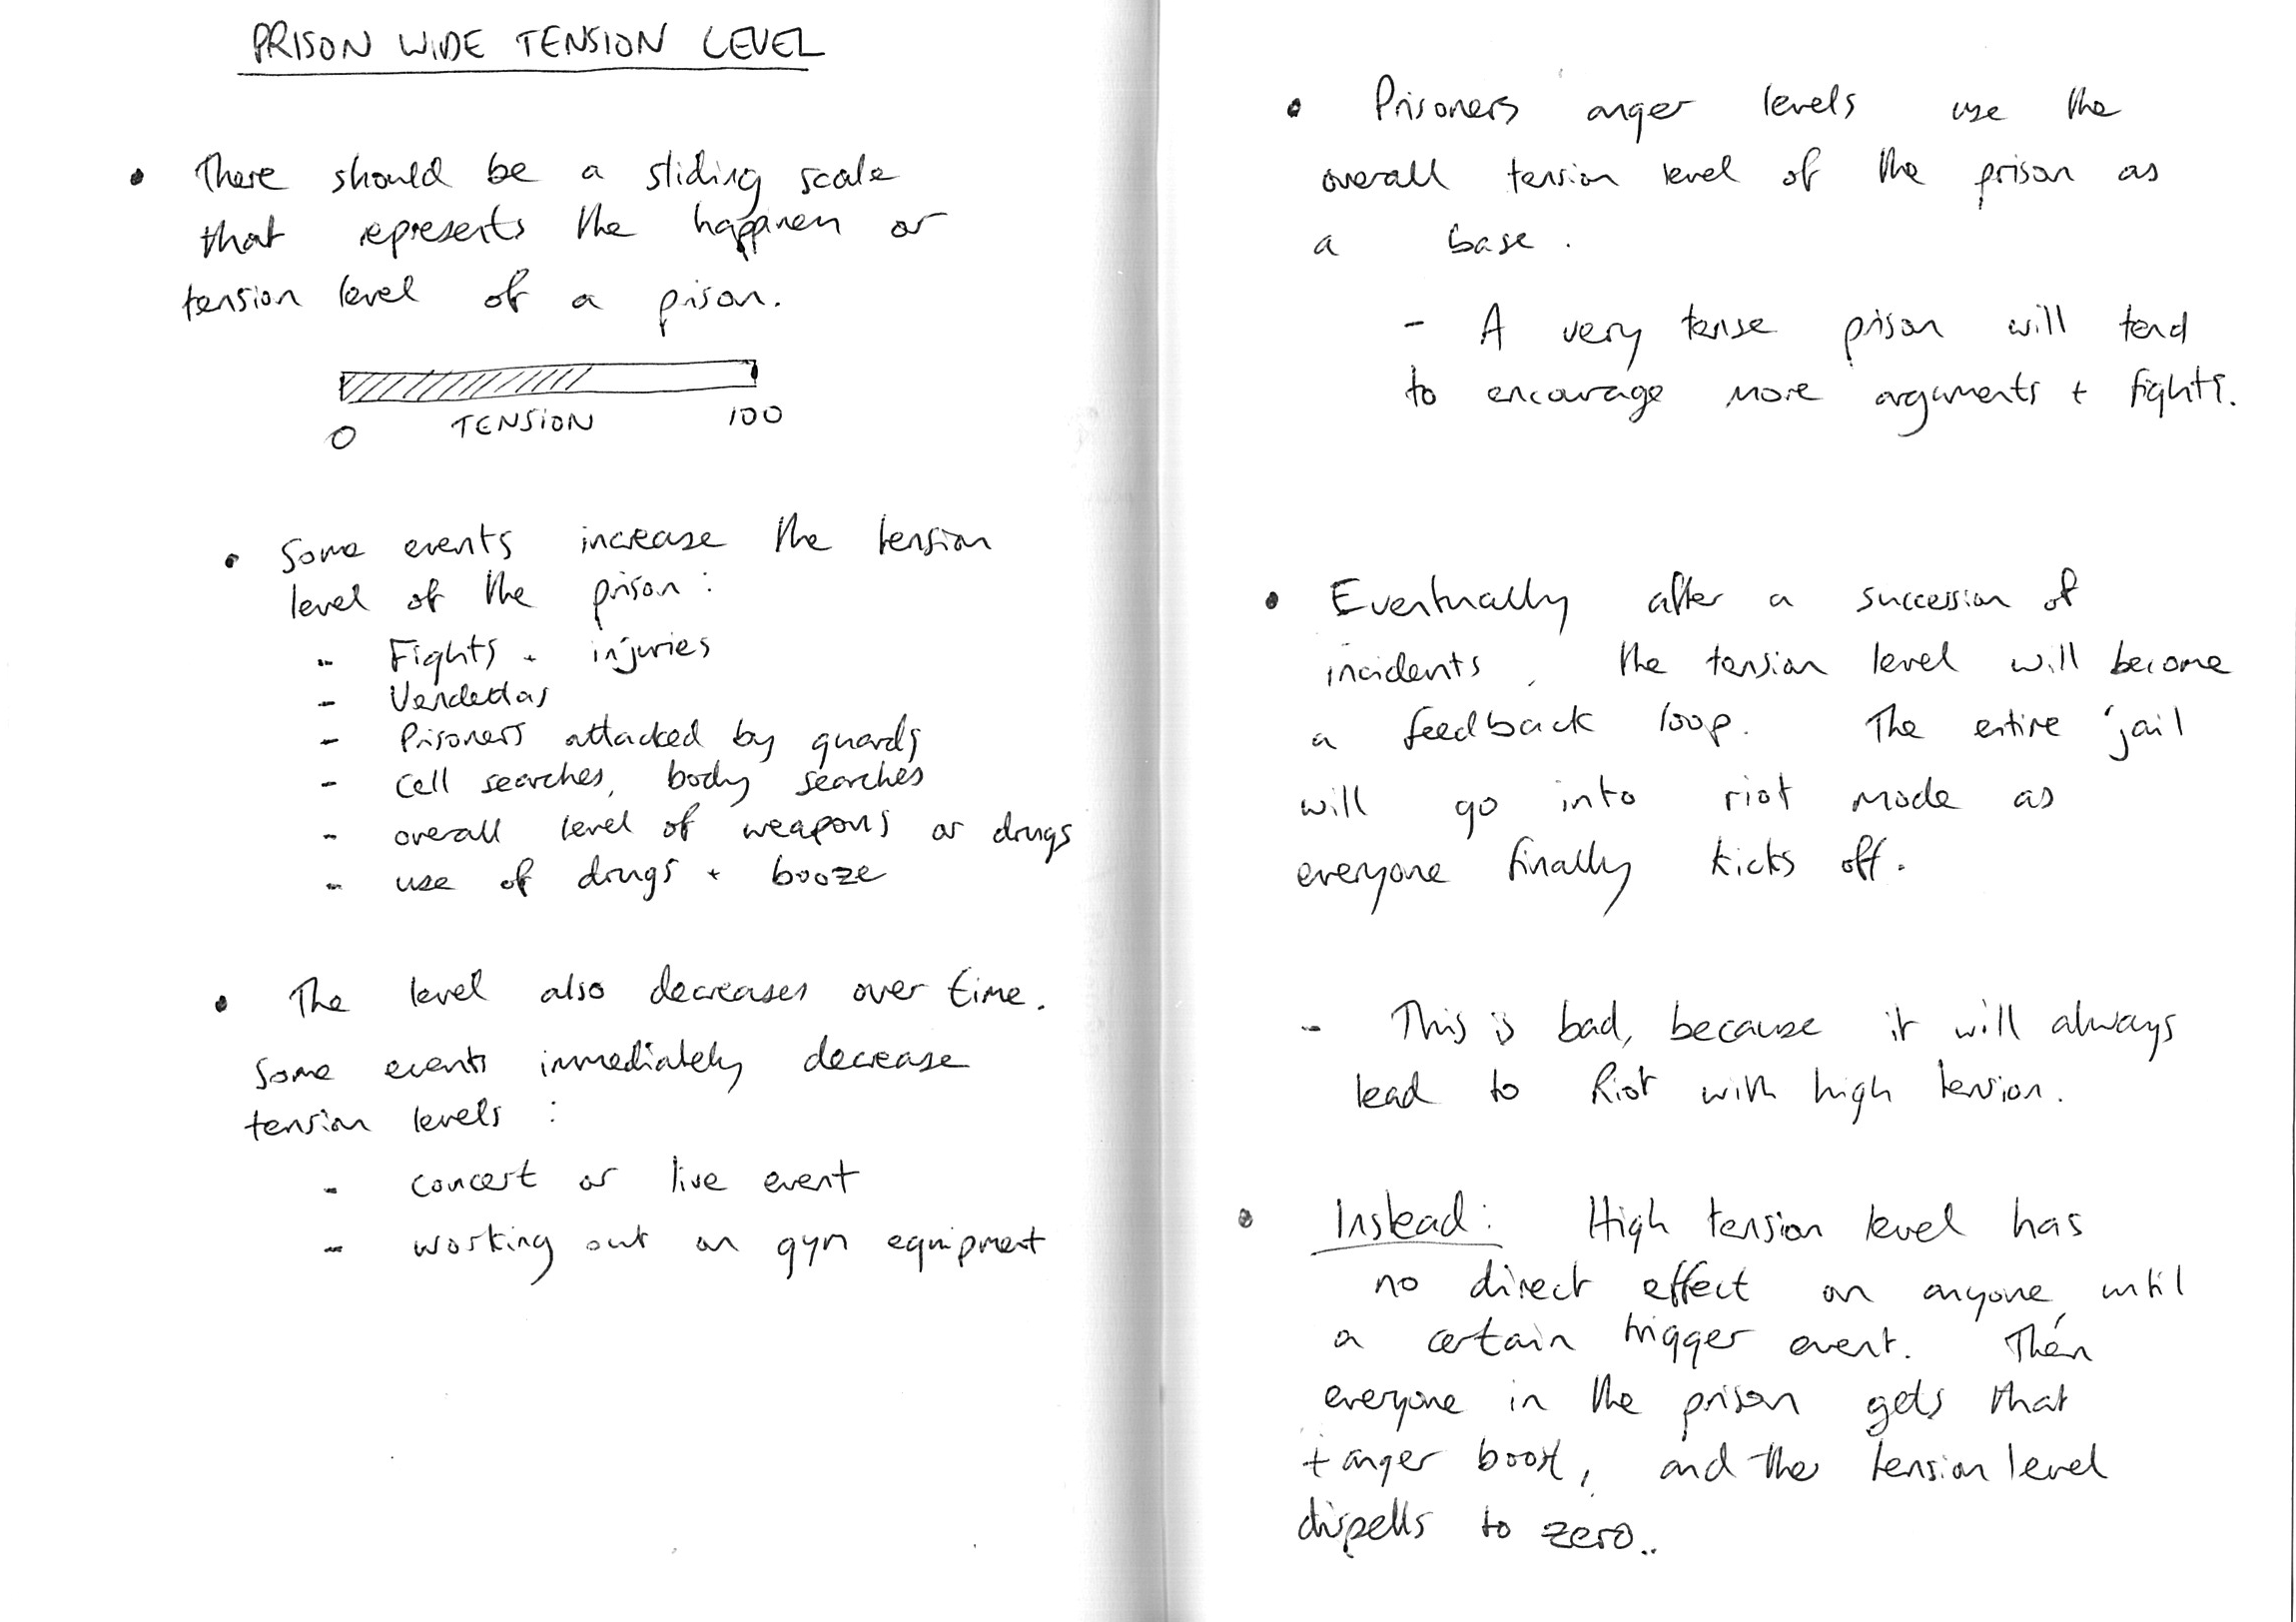 PRISON WIDE TENSION LEVEL
• There should be a sliding scale
that represents the happiness or
tension level of a prison.
0 TENSION 100
• Some events increase the tension
level of the prison:
- Fights + injuries
- Vendettas
- Prisoners attacked by guards
- Cell searches, body searches
- overall level of weapons or drugs
- use of drugs + booze
• The level also decreases over time.
Some events immediately decrease
tension levels :
- concert or live event
- working out on gym equipment
• Prisoners anger levels use the
overall tension level of the prison as
a base.
- A very tense prison will tend
to encourage more arguments + fights.
• Eventually after a succession of
incidents, the tension level will become
a feedback loop. The entire jail
will go into riot mode as
everyone finally kicks off.
- This is bad, because it will always
lead to Riot with high tension.
• Instead: High tension level has
no direct effect on anyone, until
a certain trigger event. Then
everyone in the prison gets that
+ anger boost, and the tension level
dispells to zero..